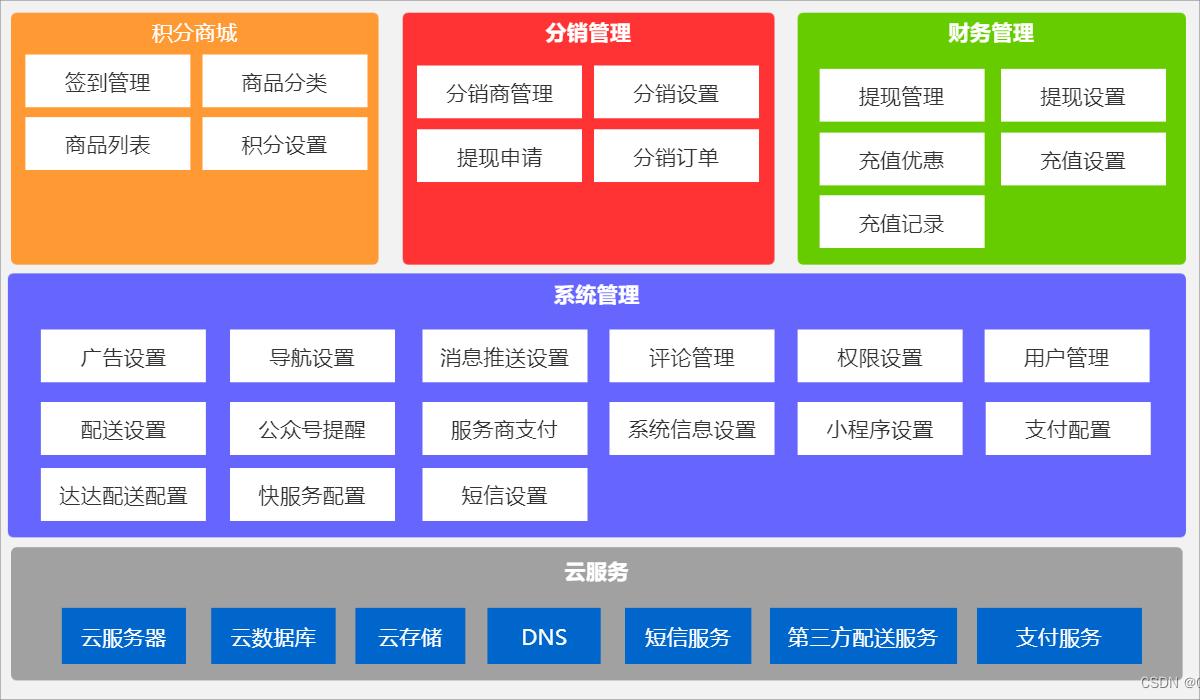 积分商城
签到管理 商品分类
商品列表 积分设置
分销管理
分销商管理 分销设置
提现申请 分销订单
财务管理
提现管理 提现设置
充值优惠 充值设置
充值记录
系统管理
广告设置 导航设置 消息推送设置 评论管理 权限设置 用户管理
配送设置 公众号提醒 服务商支付 系统信息设置 小程序设置 支付配置
达达配送配置 快服务配置 短信设置
云服务
云服务器 云数据库 云存储 DNS 短信服务 第三方配送服务 支付服务
CSDN